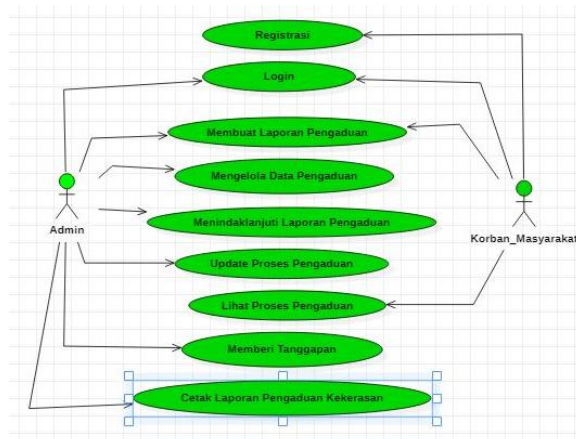 Registrasi
Login
Membuat Laporan Pengaduan
Mengelola Data Pengaduan
Menindaklanjuti Laporan Pengaduan
Admin
Korban_Masyarakat
Update Proses Pengaduan
Lihat Proses Pengaduan
Memberi Tanggapan
Cetak Laporan Pengaduan Kekerasan